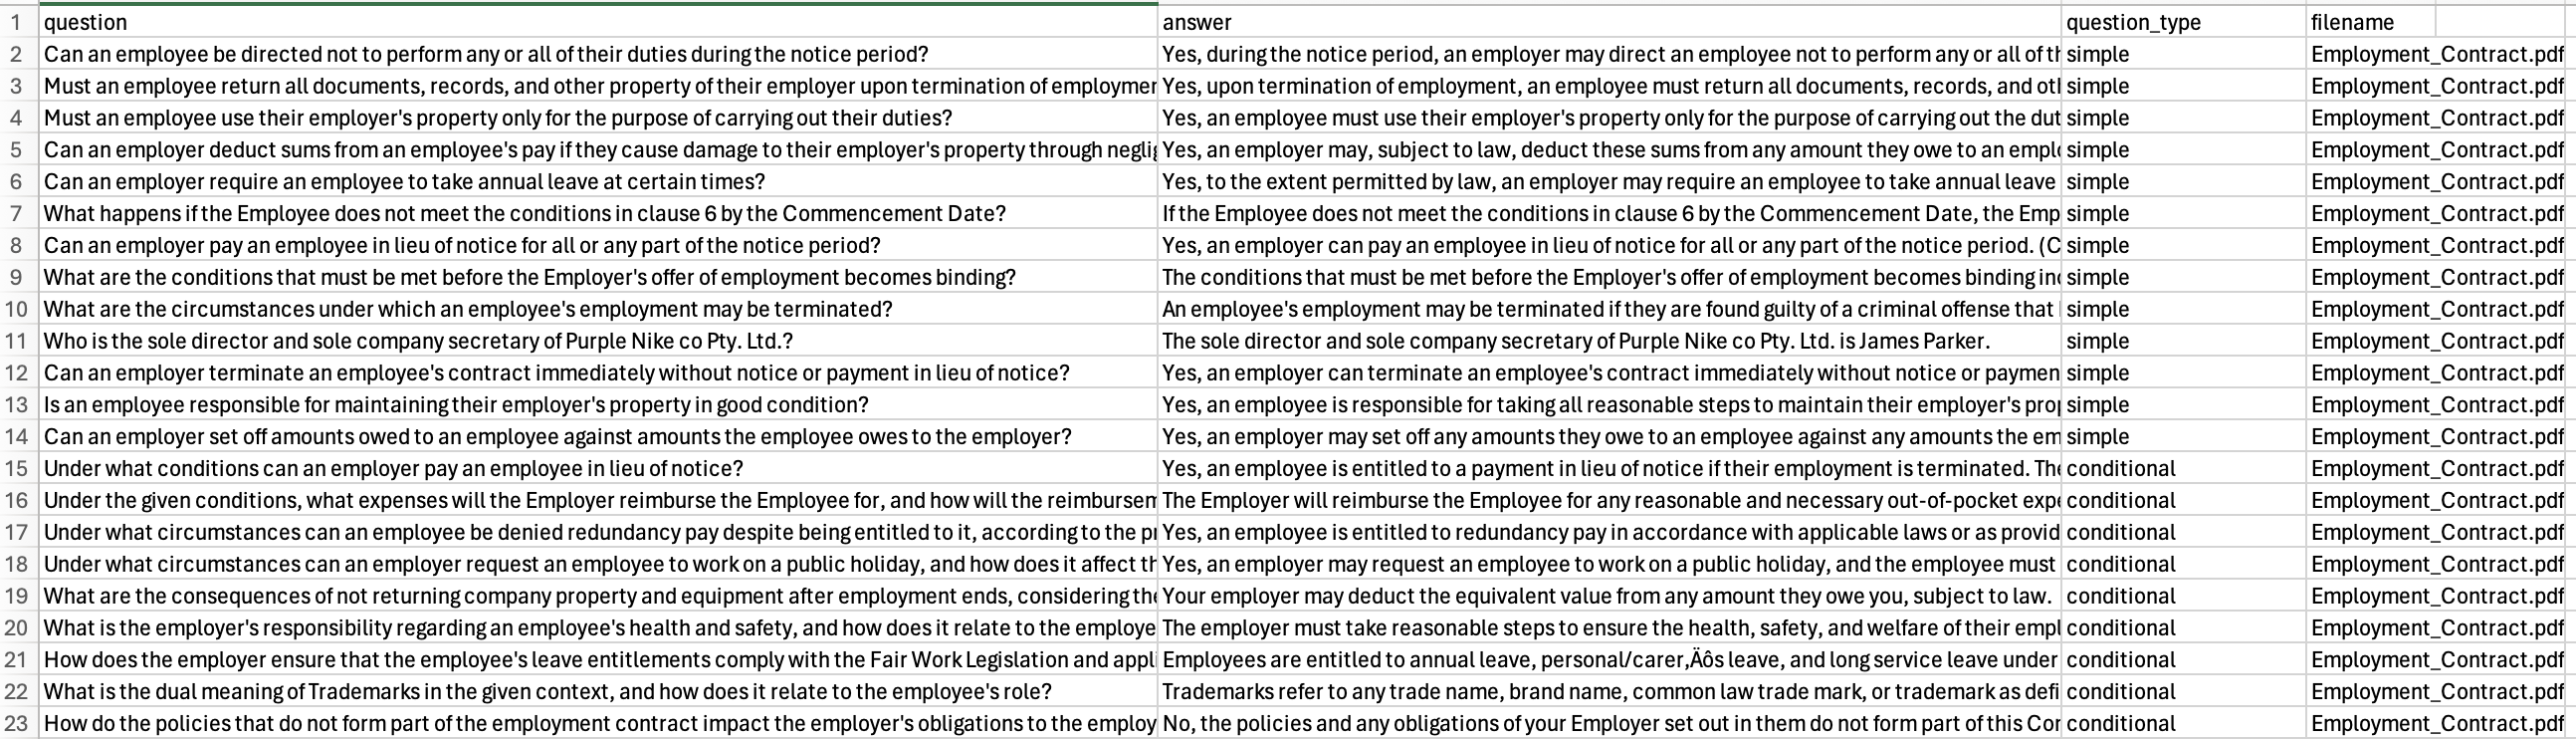 1 question answer question_type filename
2 Can an employee be directed not to perform any or all of their duties during the notice period? Yes, during the notice period, an employer may direct an employee not to perform any or all of simple Employment_Contract.pdf
3 Must an employee return all documents, records, and other property of their employer upon termination of Yes, upon termination of employment, an employee must return all documents, records, and simple Employment_Contract.pdf
4 Must an employee use their employer's property only for the purpose of carrying out their duties? Yes, an employee must use their employer's property only for the purpose of carrying out the simple Employment_Contract.pdf
5 Can an employer deduct sums from an employee's pay if they cause damage to their employer's property through Yes, an employer may, subject to law, deduct these sums from any amount they owe to an simple Employment_Contract.pdf
6 Can an employer require an employee to take annual leave at certain times? Yes, to the extent permitted by law, an employer may require an employee to take annual leave simple Employment_Contract.pdf
7 What happens if the Employee does not meet the conditions in clause 6 by the Commencement Date? If the Employee does not meet the conditions in clause 6 by the Commencement Date, the simple Employment_Contract.pdf
8 Can an employer pay an employee in lieu of notice for all or any part of the notice period? Yes, an employer can pay an employee in lieu of notice for all or any part of the notice period. simple Employment_Contract.pdf
9 What are the conditions that must be met before the Employer's offer of employment becomes binding? The conditions that must be met before the Employer's offer of employment becomes binding simple Employment_Contract.pdf
10 What are the circumstances under which an employee's employment may be terminated? An employee's employment may be terminated if they are found guilty of a criminal offense that simple Employment_Contract.pdf
11 Who is the sole director and sole company secretary of Purple Nike co Pty. Ltd.? The sole director and sole company secretary of Purple Nike co Pty. Ltd. is James Parker. simple Employment_Contract.pdf
12 Can an employer terminate an employee's contract immediately without notice or payment in lieu of notice? Yes, an employer can terminate an employee's contract immediately without notice or simple Employment_Contract.pdf
13 Is an employee responsible for maintaining their employer's property in good condition? Yes, an employee is responsible for taking all reasonable steps to maintain their employer's simple Employment_Contract.pdf
14 Can an employer set off amounts owed to an employee against amounts the employee owes to the employer? Yes, an employer may set off any amounts they owe to an employee against any amounts the simple Employment_Contract.pdf
15 Under what conditions can an employer pay an employee in lieu of notice? Yes, an employee is entitled to a payment in lieu of notice if their employment is terminated. conditional Employment_Contract.pdf
16 Under the given conditions, what expenses will the Employer reimburse the Employee for, and how will the The Employer will reimburse the Employee for any reasonable and necessary out-of-pocket conditional Employment_Contract.pdf
17 Under what circumstances can an employee be denied redundancy pay despite being entitled to it, according to the Yes, an employee is entitled to redundancy pay in accordance with applicable laws or as conditional Employment_Contract.pdf
18 Under what circumstances can an employer request an employee to work on a public holiday, and how does it affect Yes, an employer may request an employee to work on a public holiday, and the employee must conditional Employment_Contract.pdf
19 What are the consequences of not returning company property and equipment after employment ends, considering Your employer may deduct the equivalent value from any amount they owe you, subject to law. conditional Employment_Contract.pdf
20 What is the employer's responsibility regarding an employee's health and safety, and how does it relate to the The employer must take reasonable steps to ensure the health, safety, and welfare of their conditional Employment_Contract.pdf
21 How does the employer ensure that the employee's leave entitlements comply with the Fair Work Legislation and Employees are entitled to annual leave, personal/carer‚Äôs leave, and long service leave under conditional Employment_Contract.pdf
22 What is the dual meaning of Trademarks in the given context, and how does it relate to the employee's role? Trademarks refer to any trade name, brand name, common law trade mark, or trademark as conditional Employment_Contract.pdf
23 How do the policies that do not form part of the employment contract impact the employer's obligations to the No, the policies and any obligations of your Employer set out in them do not form part of this conditional Employment_Contract.pdf